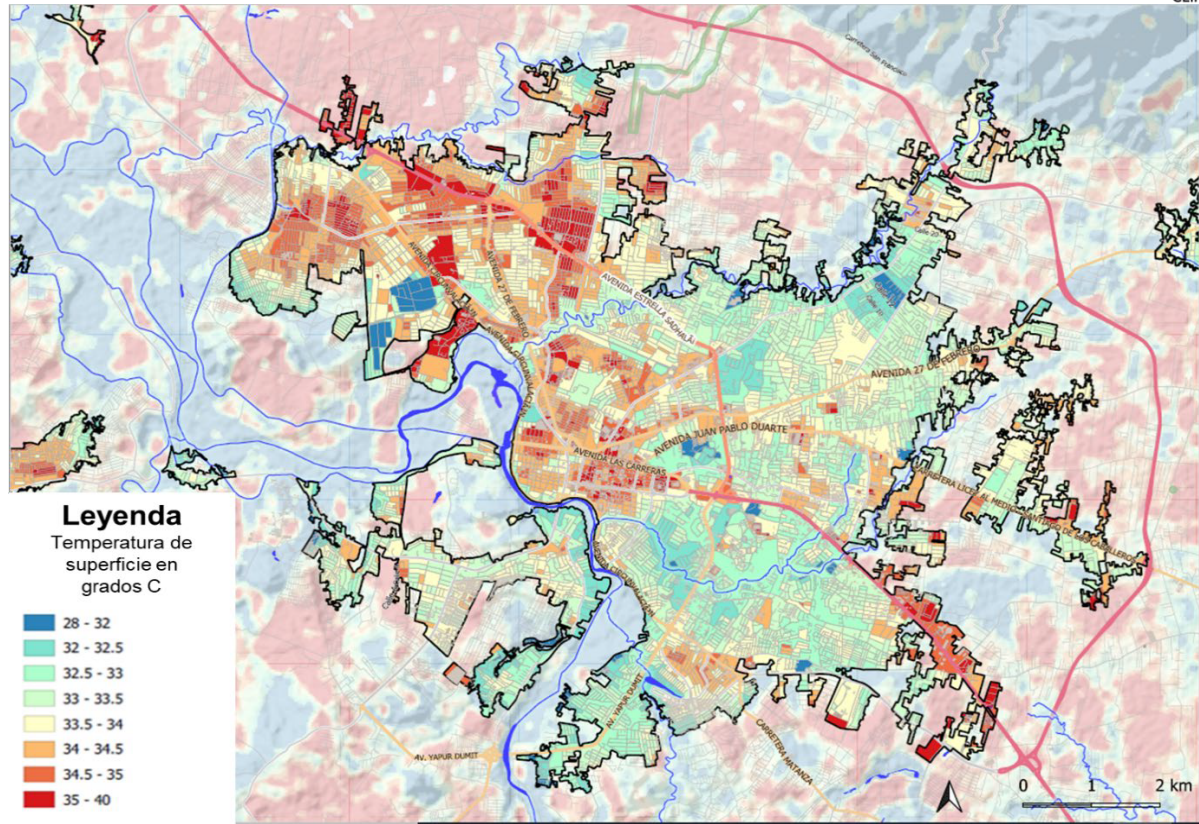 Carretera San Francisco
AVENIDA 27 DE FEBRERO
AVENIDA ESTRELLA SADHALÁ
AVENIDA 27 DE FEBRERO
AVENIDA JUAN PABLO DUARTE
AVENIDA LAS CARRERAS
AV. YAPUR DUMIT
AV. YAPUR DUMIT
CARRETERA MATANZA
Leyenda
Temperatura de
superficie en
grados C
28 - 32
32 - 32.5
32.5 - 33
33 - 33.5
33.5 - 34
34 - 34.5
34.5 - 35
35 - 40
0 1 2 km